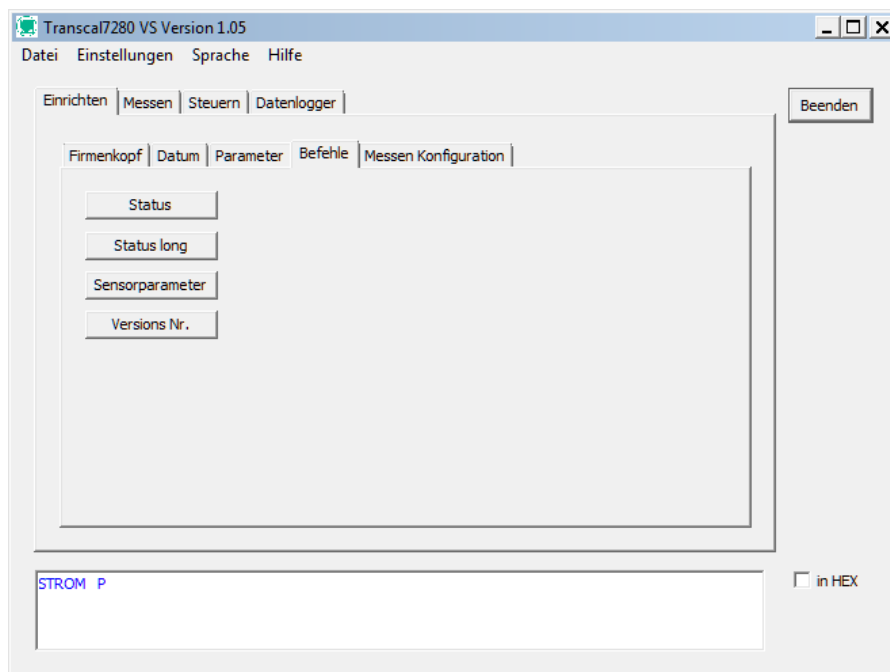 Transcal7280 VS Version 1.05
Datei Einstellungen Sprache Hilfe
Einrichten Messen Steuern Datenlogger
Beenden
Firmenkopf Datum Parameter Befehle Messen Konfiguration
Status
Status long
Sensorparameter
Versions Nr.
STROM P
in HEX